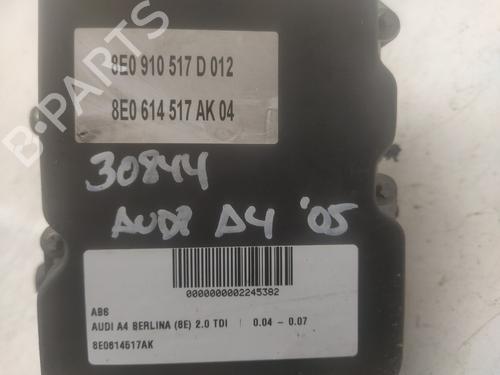 8E0 910 517 D 012
8E0 614 517 AK 04
30844
AUDI A4 '05
0000000002245382
ABS
AUDI A4 BERLINA (8E) 2.0 TDI | 0.04 - 0.07
8E0614517AK
B-PARTS